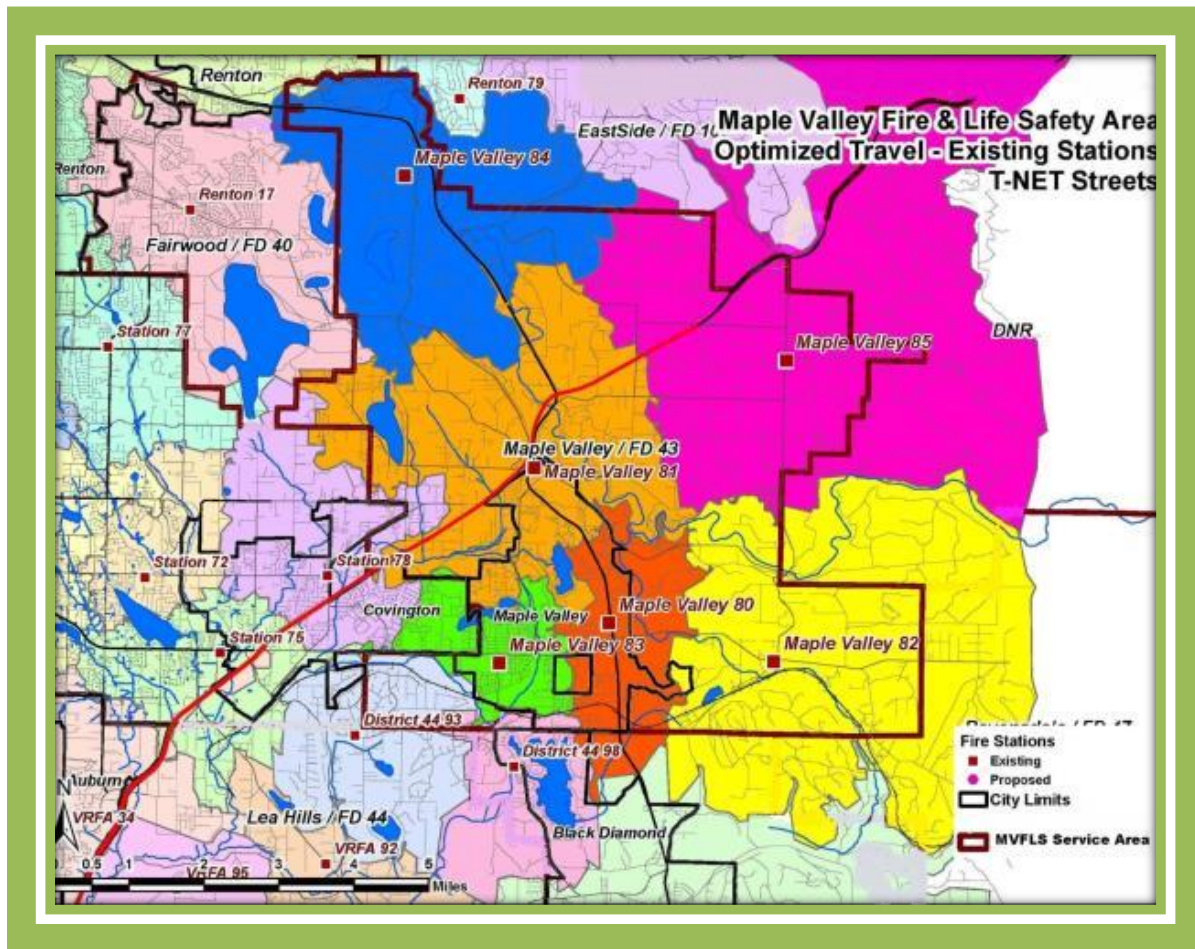 Renton
Renton 79
EastSide / FD 10
Maple Valley Fire & Life Safety Area
Optimized Travel - Existing Stations
T-NET Streets
Maple Valley 84
Renton
Renton 17
Fairwood / FD 40
Station 77
DNR
Maple Valley 85
Maple Valley / FD 43
Maple Valley 81
Station 72
Station 78
Covington
Maple Valley
Maple Valley 80
Maple Valley 83
Maple Valley 82
Station 75
District 44 93
District 44 98
Fire Stations
Existing
Proposed
City Limits
MVFLS Service Area
Auburn
N
VRFA 34
Lea Hills / FD 44
Black Diamond
VRFA 92
VRFA 95
0.5 1 2 3 4 5
Miles